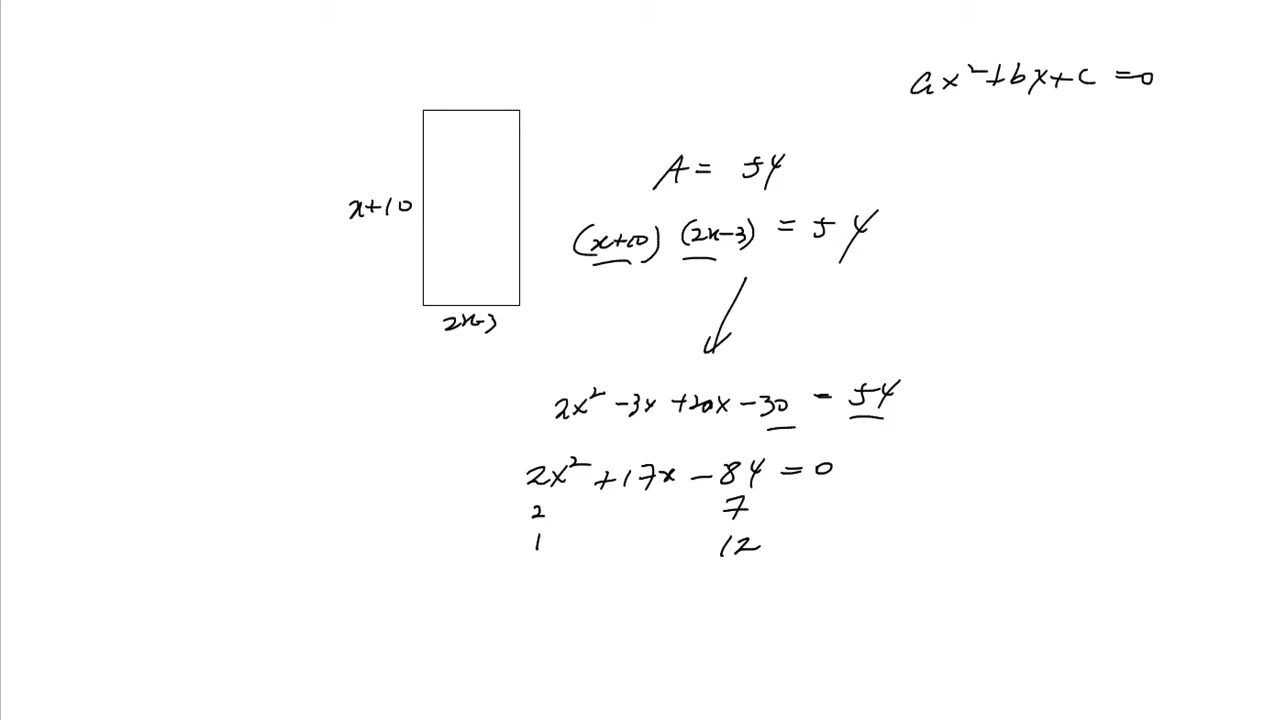 ax²+bx+c=0
A = 54
x+10
(x+10) (2x-3) = 54
2x-3
2x² -3x +20x -30 = 54
2x² +17x -84 = 0
2 7
1 12